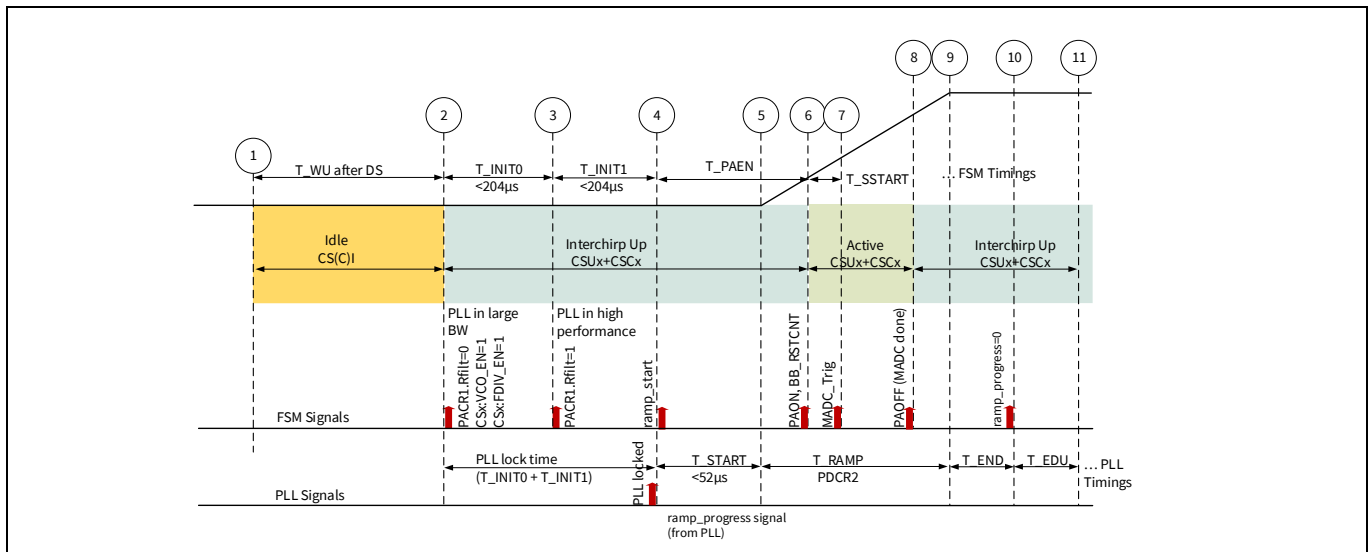 8
9
10
11
2
3
4
5
6
7
1
T_WU after DS
T_INIT0
<204µs
T_INIT1
<204µs
T_PAEN
T_SSTART
... FSM Timings
Idle
CS(C)I
Interchirp Up
CSUx+CSCx
Active
CSUx+CSCx
Interchirp Up
CSUx+CSCx
PLL in large
BW
PLL in high
performance
PACR1.Rfilt=0
CSx:VCO_EN=1
CSx:FDIV_EN=1
PACR1.Rfilt=1
ramp_start
PAON, BB_RSTCNT
MADC_Trig
PAOFF (MADC done)
ramp_progress=0
FSM Signals
PLL lock time
(T_INIT0 + T_INIT1)
PLL locked
T_START
<52µs
T_RAMP
PDCR2
T_END
T_EDU
... PLL
Timings
PLL Signals
ramp_progress signal
(from PLL)